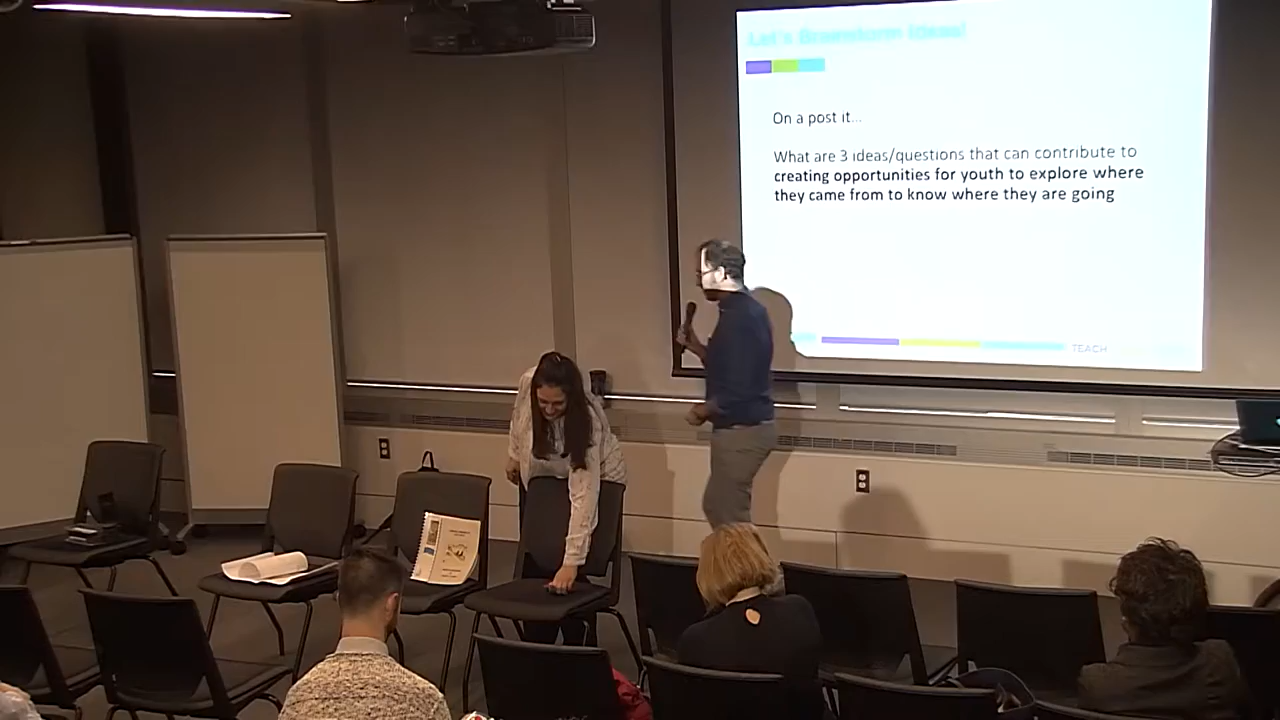 Let's Brainstorm Ideas!
On a post it...
What are 3 ideas/questions that can contribute to
creating opportunities for youth to explore where
they came from to know where they are going
TEACH